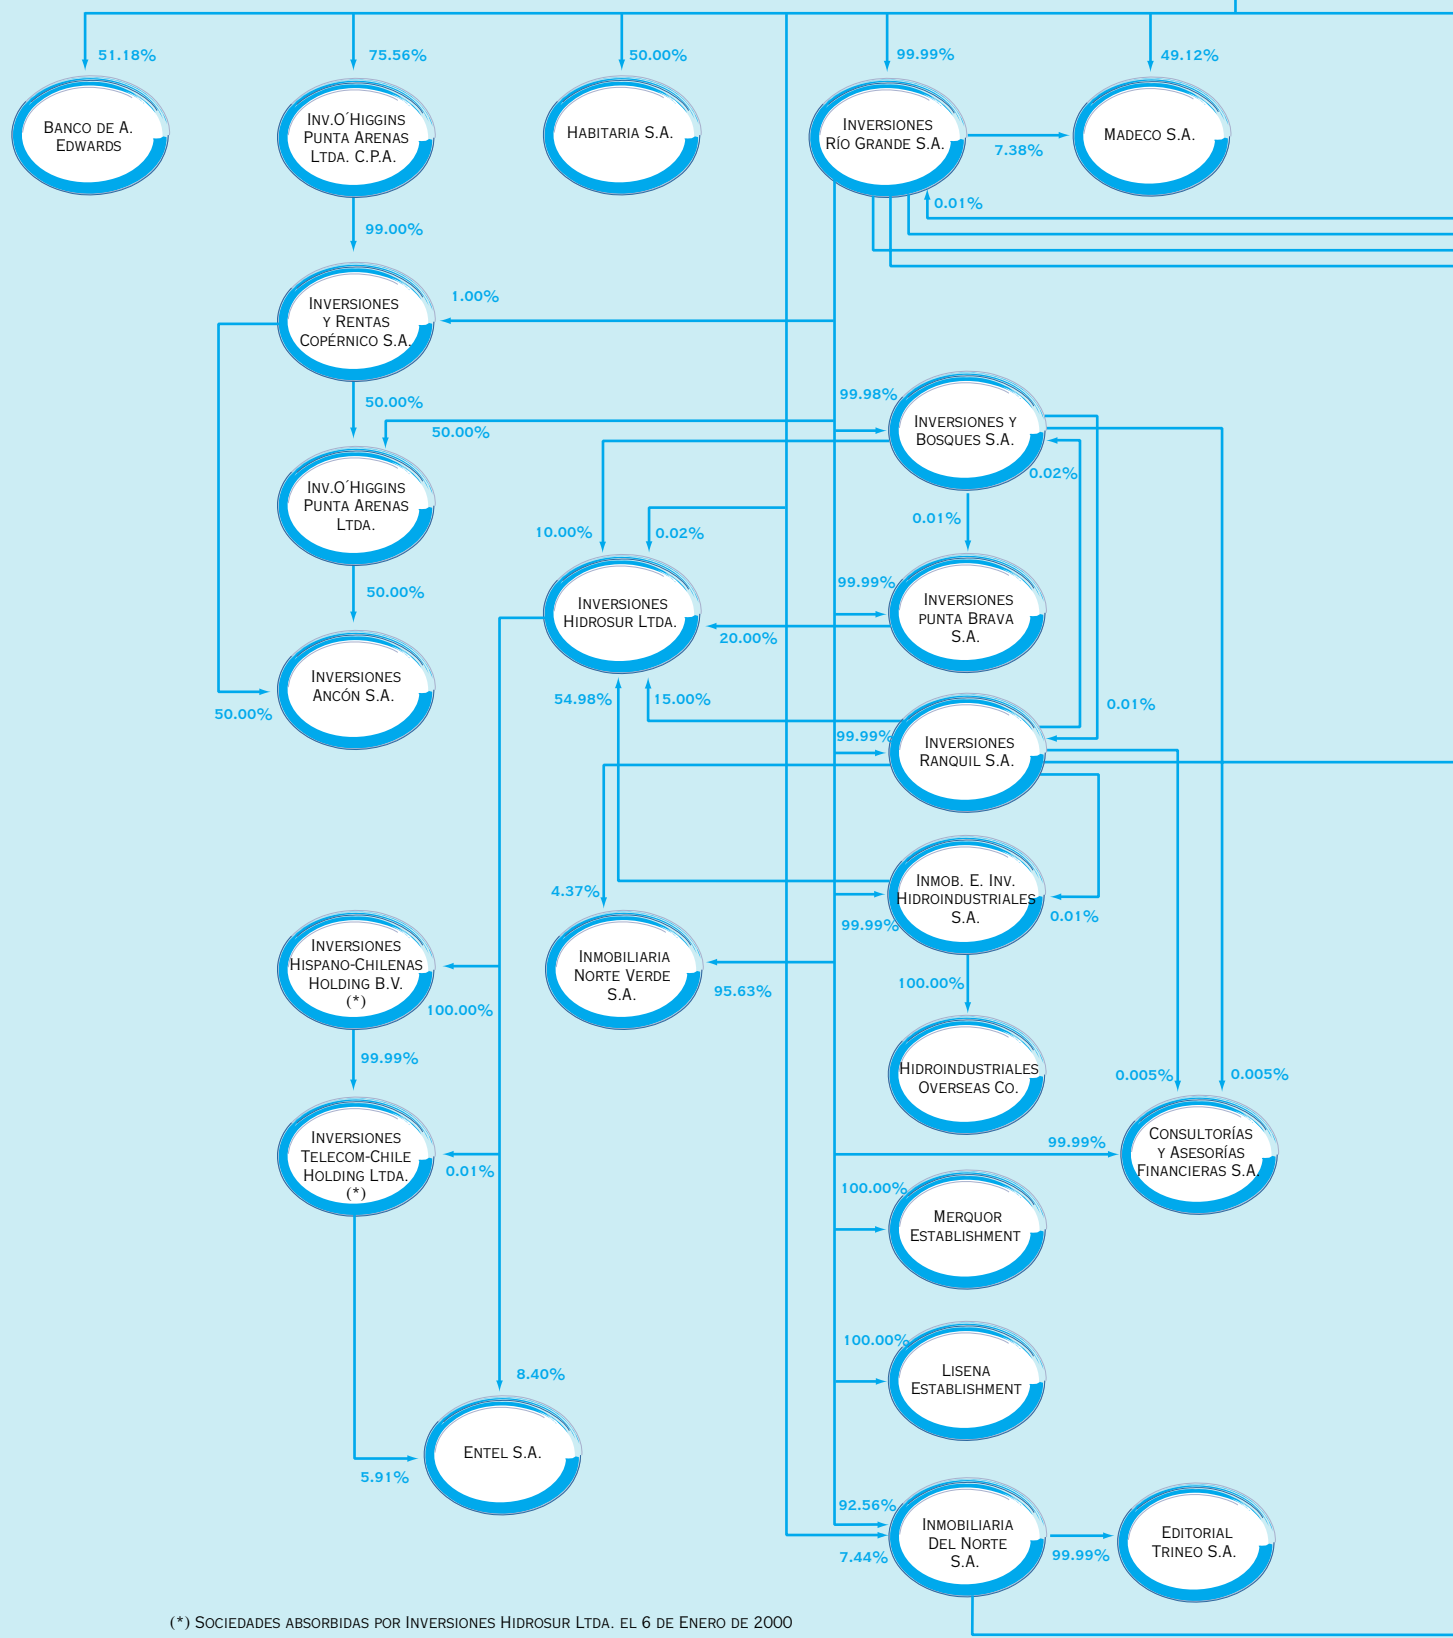 51.18%
75.56%
50.00%
99.99%
49.12%
BANCO DE A.
EDWARDS
INV.O´HIGGINS
PUNTA ARENAS
LTDA. C.P.A.
HABITARIA S.A.
INVERSIONES
RÍO GRANDE S.A.
7.38%
MADECO S.A.
0.01%
99.00%
INVERSIONES
Y RENTAS
COPÉRNICO S.A.
1.00%
50.00%
50.00%
99.98%
INVERSIONES Y
BOSQUES S.A.
0.02%
INV.O´HIGGINS
PUNTA ARENAS
LTDA.
10.00%
0.02%
0.01%
50.00%
INVERSIONES
HIDROSUR LTDA.
99.99%
INVERSIONES
PUNTA BRAVA
S.A.
20.00%
INVERSIONES
ANCÓN S.A.
50.00%
54.98%
15.00%
0.01%
99.99%
INVERSIONES
RANQUIL S.A.
4.37%
INMOB. E. INV.
HIDROINDUSTRIALES
S.A.
99.99%
0.01%
INVERSIONES
HISPANO-CHILENAS
HOLDING B.V.
(*)
100.00%
INMOBILIARIA
NORTE VERDE
S.A.
95.63%
100.00%
99.99%
HIDROINDUSTRIALES
OVERSEAS CO.
0.005%
0.005%
INVERSIONES
TELECOM-CHILE
HOLDING LTDA.
(*)
0.01%
99.99%
CONSULTORÍAS
Y ASESORÍAS
FINANCIERAS S.A.
100.00%
MERQUOR
ESTABLISHMENT
100.00%
LISENA
ESTABLISHMENT
8.40%
ENTEL S.A.
5.91%
92.56%
7.44%
INMOBILIARIA
DEL NORTE
S.A.
99.99%
EDITORIAL
TRINEO S.A.
(*) SOCIEDADES ABSORBIDAS POR INVERSIONES HIDROSUR LTDA. EL 6 DE ENERO DE 2000